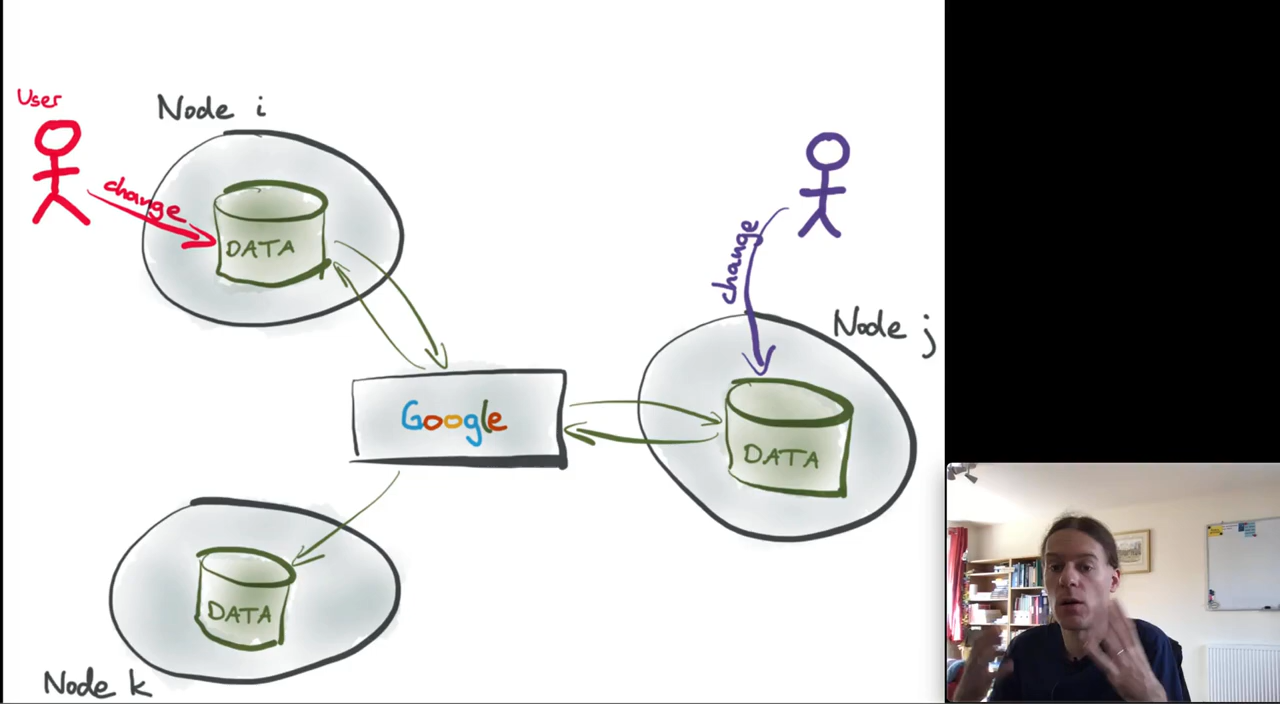 User
Node i
change
DATA
change
Node j
Google
DATA
DATA
Node k